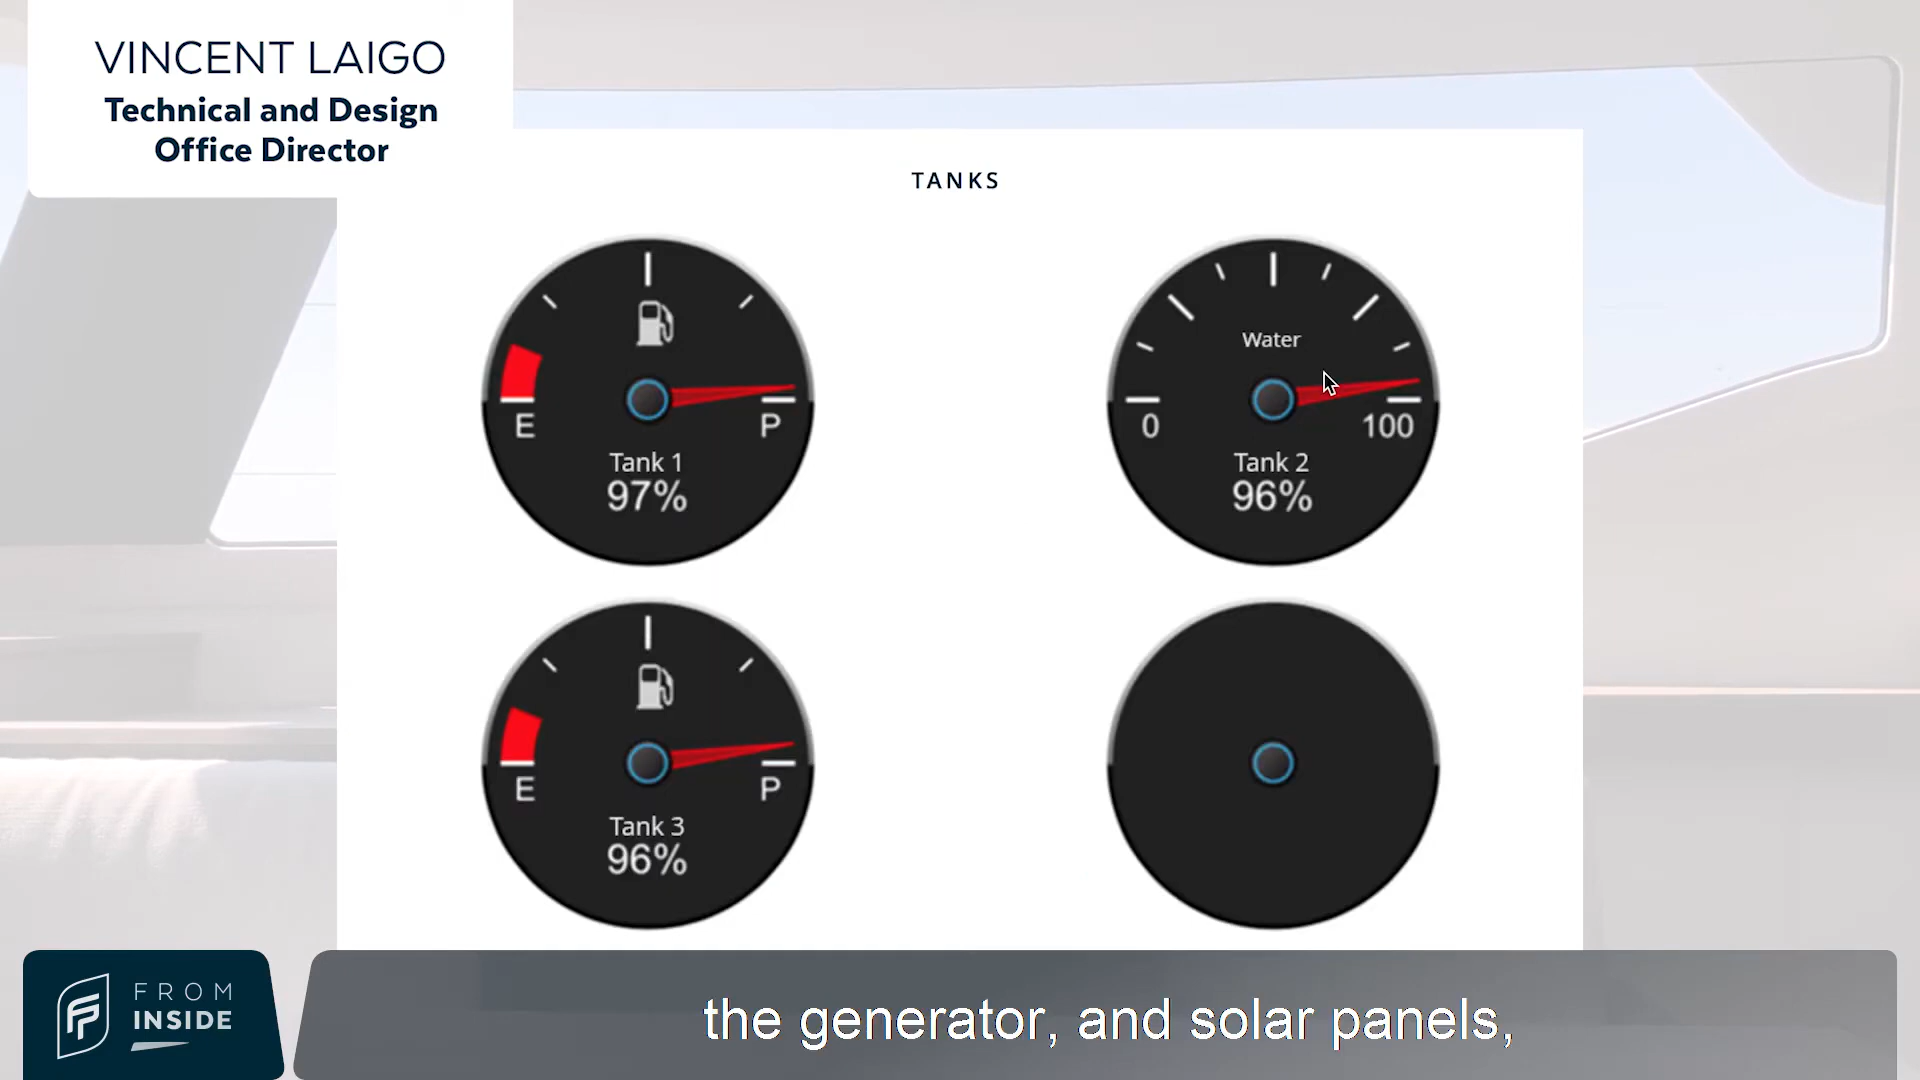 VINCENT LAIGO
Technical and Design
Office Director
TANKS
E
P
Tank 1
97%
Water
0
100
Tank 2
96%
E
P
Tank 3
96%
FROM
INSIDE
the generator, and solar panels,